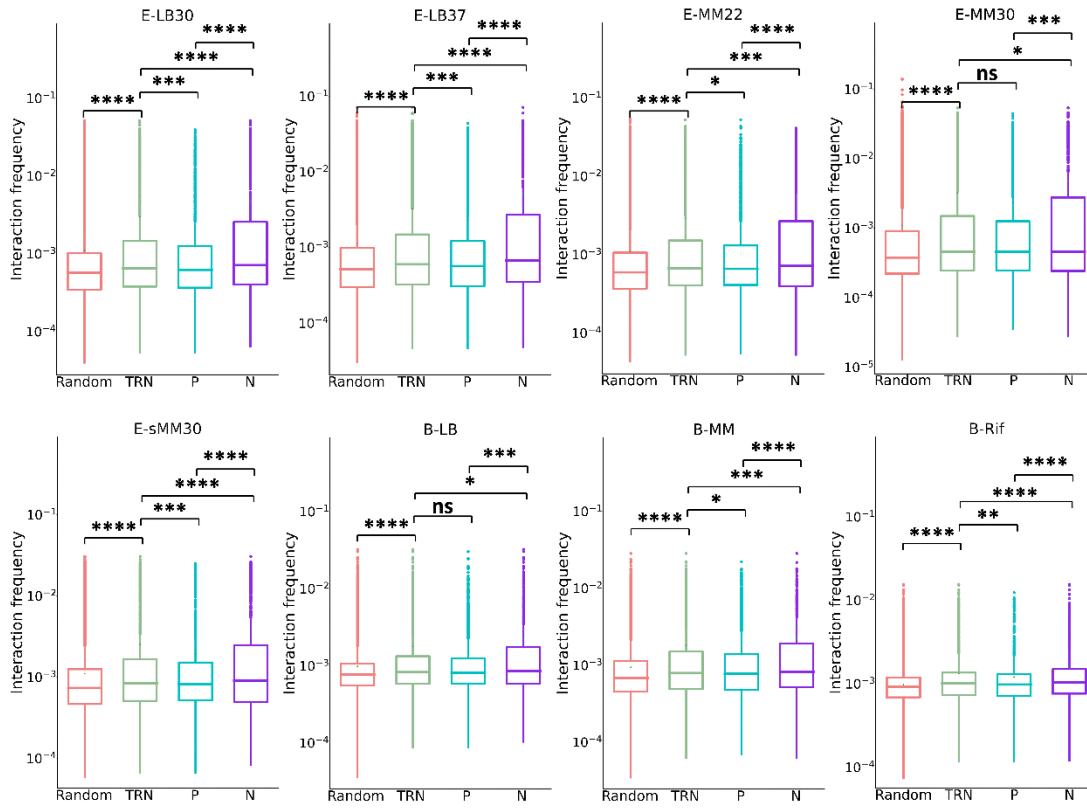 E-LB30
Interaction frequency
10⁻¹
10⁻²
10⁻³
10⁻⁴
****
***
****
****
Random TRN P N
E-LB37
Interaction frequency
10⁻¹
10⁻²
10⁻³
10⁻⁴
****
***
****
****
Random TRN P N
E-MM22
Interaction frequency
10⁻¹
10⁻²
10⁻³
10⁻⁴
****
*
***
****
Random TRN P N
E-MM30
Interaction frequency
10⁻¹
10⁻²
10⁻³
10⁻⁴
10⁻⁵
****
ns
*
***
Random TRN P N
E-sMM30
Interaction frequency
10⁻¹
10⁻²
10⁻³
10⁻⁴
****
***
****
****
Random TRN P N
B-LB
Interaction frequency
10⁻¹
10⁻²
10⁻³
10⁻⁴
****
ns
*
***
Random TRN P N
B-MM
Interaction frequency
10⁻¹
10⁻²
10⁻³
10⁻⁴
****
*
***
****
Random TRN P N
B-Rif
Interaction frequency
10⁻¹
10⁻²
10⁻³
10⁻⁴
****
**
****
****
Random TRN P N